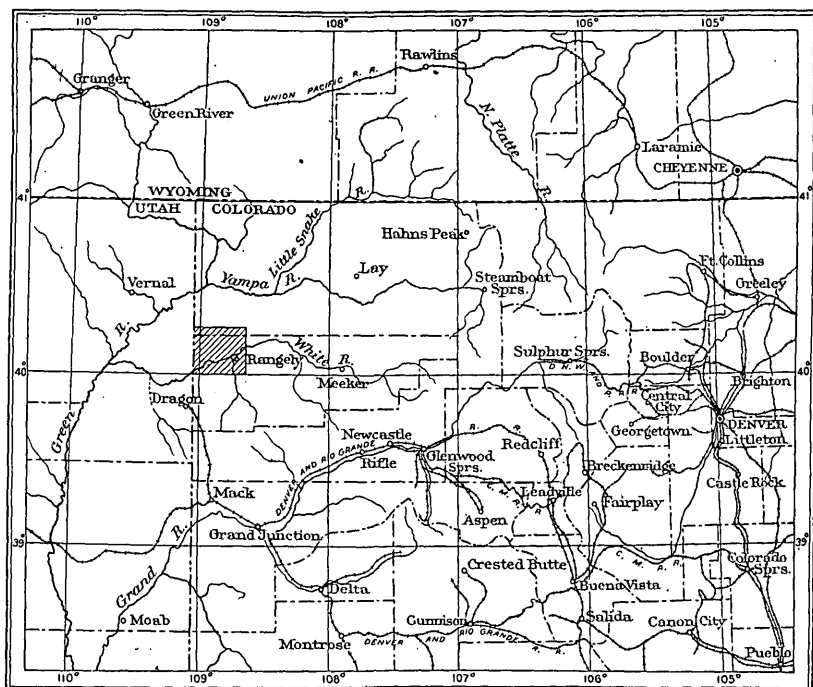 110° 109° 108° 107° 106° 105°
Rawlins
Granger
UNION PACIFIC R. R.
Green River
N. Platte R.
Laramie
CHEYENNE
41° 41°
WYOMING
UTAH COLORADO
Little Snake R.
Hahns Peak
Ft. Collins
Vernal
Yampa R.
Lay
Steamboat Sprs.
Greeley
Green R.
Rangely
White R.
Meeker
Sulphur Sprs.
D. N. W. AND P. R. R.
Boulder
Brighton
40° 40°
Dragon
Central City
DENVER
Georgetown
Littleton
Newcastle
Rifle
DENVER AND RIO GRANDE R. R.
Glenwood Sprs.
Redcliff
Breckenridge
Castle Rock
Mack
C. M. R. R.
Leadville
Fairplay
Aspen
Grand Junction
39° 39°
Grand R.
C. M. R. R.
Colorado Sprs.
Crested Butte
Delta
Buena Vista
Moab
Gunnison
Salida
Canon City
Montrose
DENVER AND RIO GRANDE R. R.
Pueblo
110° 109° 108° 107° 106° 105°